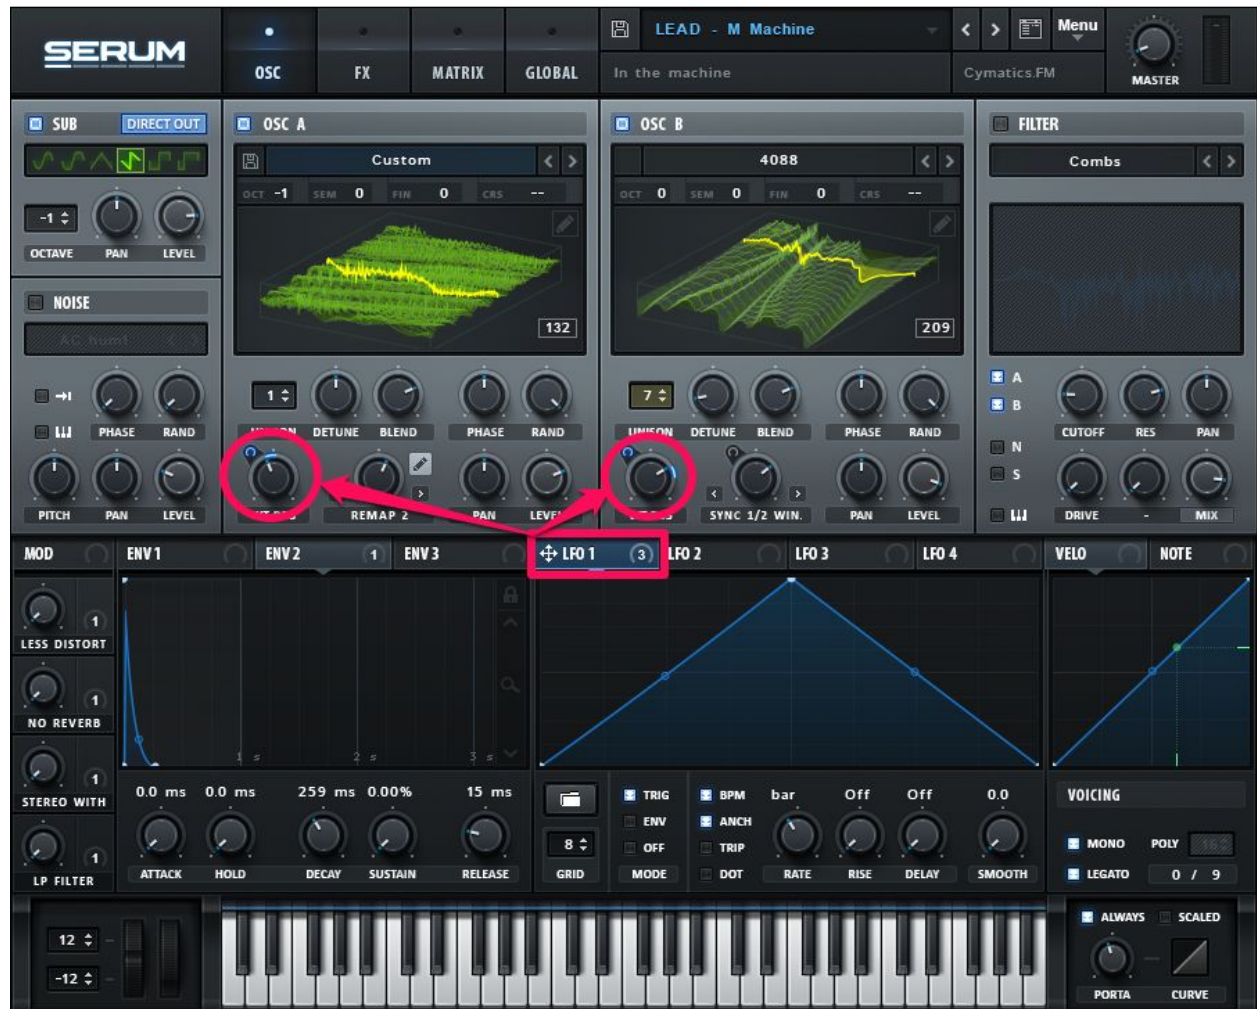 SERUM
OSC FX MATRIX GLOBAL
LEAD - M Machine
In the machine
Menu
Cymatics.FM
MASTER
SUB DIRECT OUT
-1
OCTAVE PAN LEVEL
NOISE
PHASE RAND
PITCH PAN LEVEL
OSC A
Custom
OCT -1 SEM 0 FIN 0 CRS --
132
1
UNISON DETUNE BLEND PHASE RAND
REMAP 2 PAN LEVEL
OSC B
4088
OCT 0 SEM 0 FIN 0 CRS --
209
7
UNISON DETUNE BLEND PHASE RAND
SYNC 1/2 WIN. PAN LEVEL
FILTER
Combs
A
B
N
S
CUTOFF RES PAN
DRIVE - MIX
MOD ENV 1 ENV 2 1 ENV 3 LFO 1 3 LFO 2 LFO 3 LFO 4 VELO NOTE
1
LESS DISTORT
1
NO REVERB
1
STEREO WITH
1
LP FILTER
1 s 2 s 3 s
0.0 ms 0.0 ms 259 ms 0.00% 15 ms
ATTACK HOLD DECAY SUSTAIN RELEASE
8
GRID
TRIG
ENV
OFF
MODE
BPM
ANCH
TRIP
DOT
bar Off Off 0.0
RATE RISE DELAY SMOOTH
VOICING
MONO POLY 16
LEGATO 0 / 9
12
-12
ALWAYS SCALED
PORTA CURVE